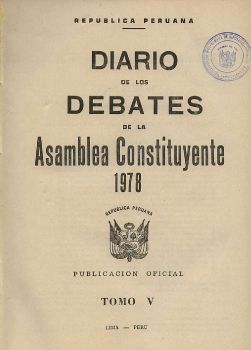 REPUBLICA PERUANA
DIARIO
DE LOS
DEBATES
DE LA
Asamblea Constituyente
1978
REPUBLICA PERUANA
PUBLICACION OFICIAL
TOMO V
LIMA — PERU